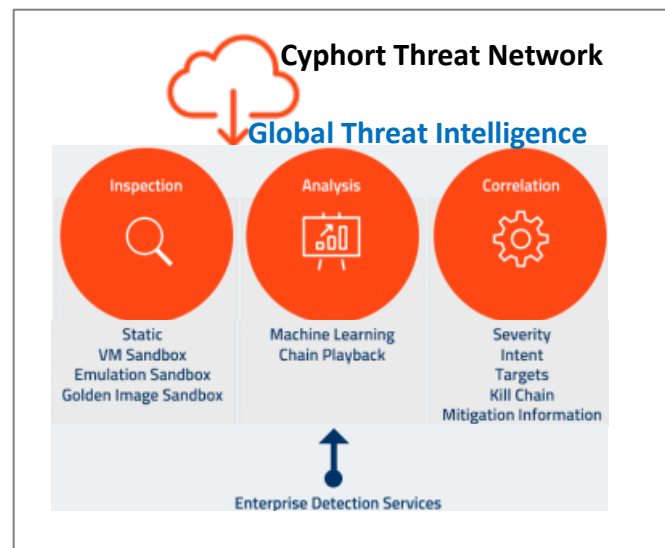 Cyphort Threat Network
Global Threat Intelligence
Inspection
Analysis
Correlation
Static
VM Sandbox
Emulation Sandbox
Golden Image Sandbox
Machine Learning
Chain Playback
Severity
Intent
Targets
Kill Chain
Mitigation Information
Enterprise Detection Services